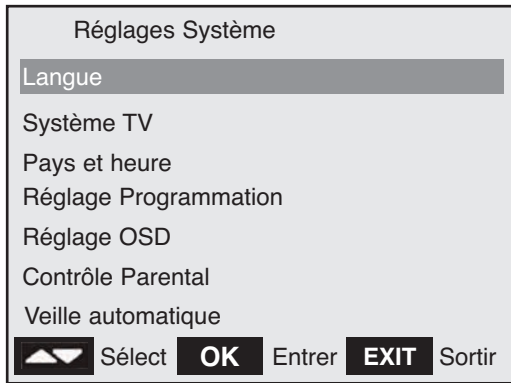 Réglages Système
Langue
Système TV
Pays et heure
Réglage Programmation
Réglage OSD
Contrôle Parental
Veille automatique
Sélect OK Entrer EXIT Sortir